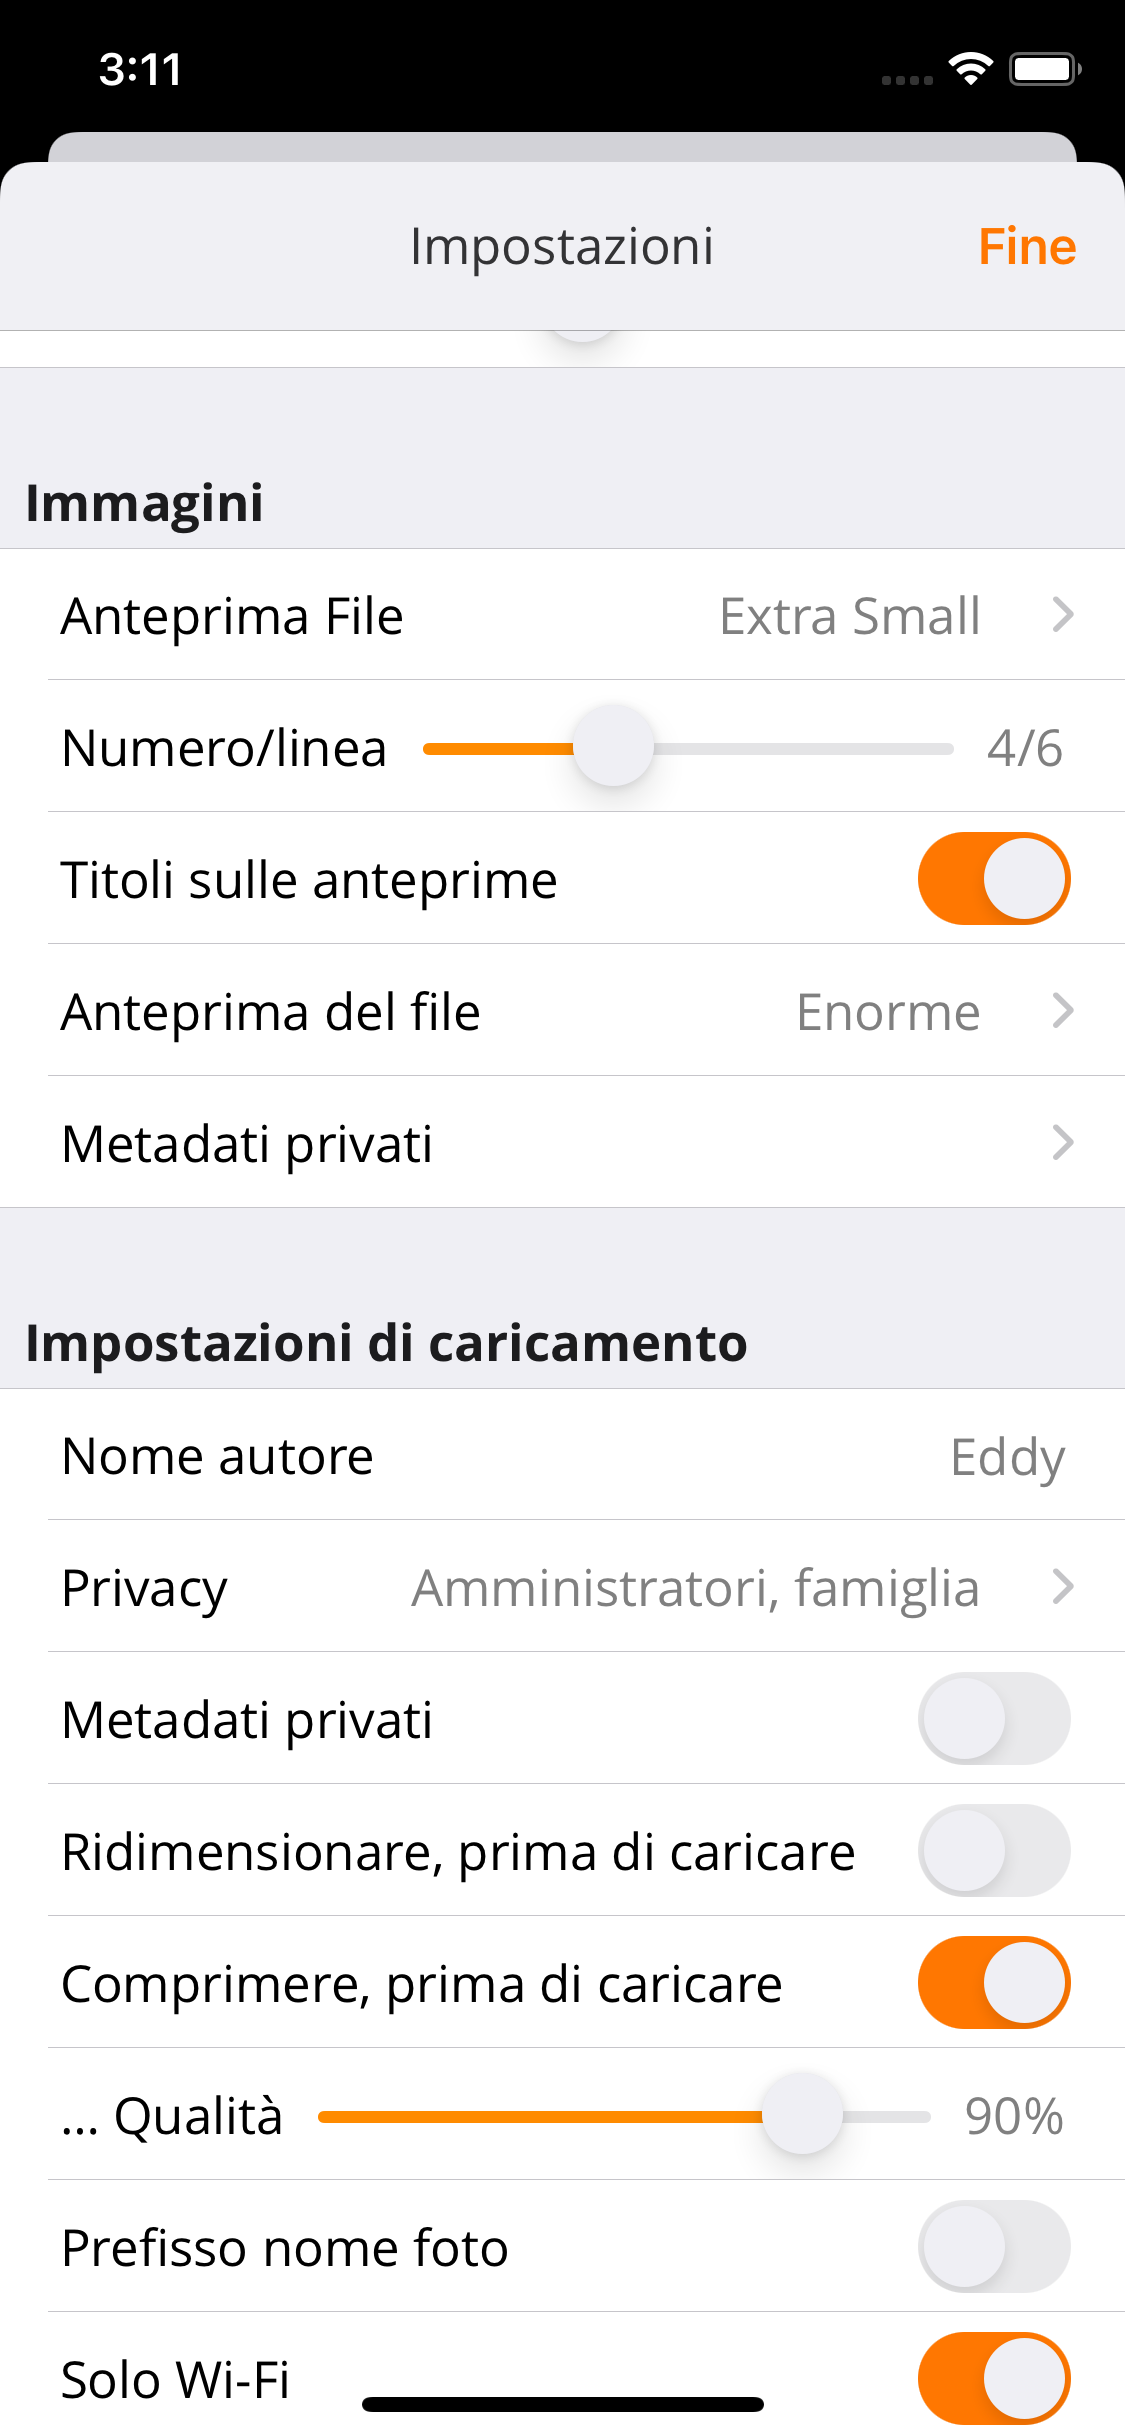 3:11
Impostazioni
Fine
Immagini
Anteprima File Extra Small
Numero/linea 4/6
Titoli sulle anteprime
Anteprima del file Enorme
Metadati privati
Impostazioni di caricamento
Nome autore Eddy
Privacy Amministratori, famiglia
Metadati privati
Ridimensionare, prima di caricare
Comprimere, prima di caricare
... Qualità 90%
Prefisso nome foto
Solo Wi-Fi